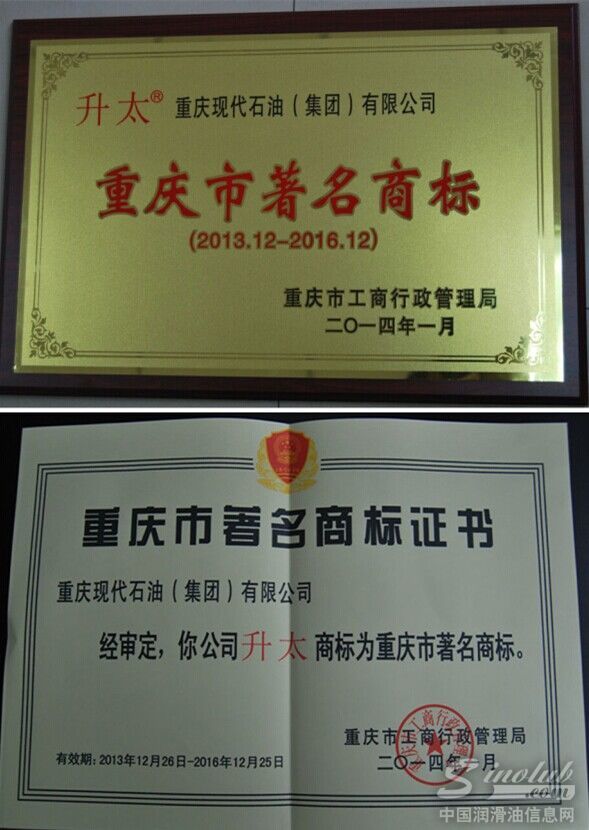 升太® 重庆现代石油（集团）有限公司
重庆市著名商标
(2013.12-2016.12)
重庆市工商行政管理局
二〇一四年一月
重庆市著名商标证书
重庆现代石油（集团）有限公司
经审定，你公司升太商标为重庆市著名商标。
重庆市工商行政管理局
有效期：2013年12月26日-2016年12月25日
二〇一四年一月
Sinolub
.com
中国润滑油信息网